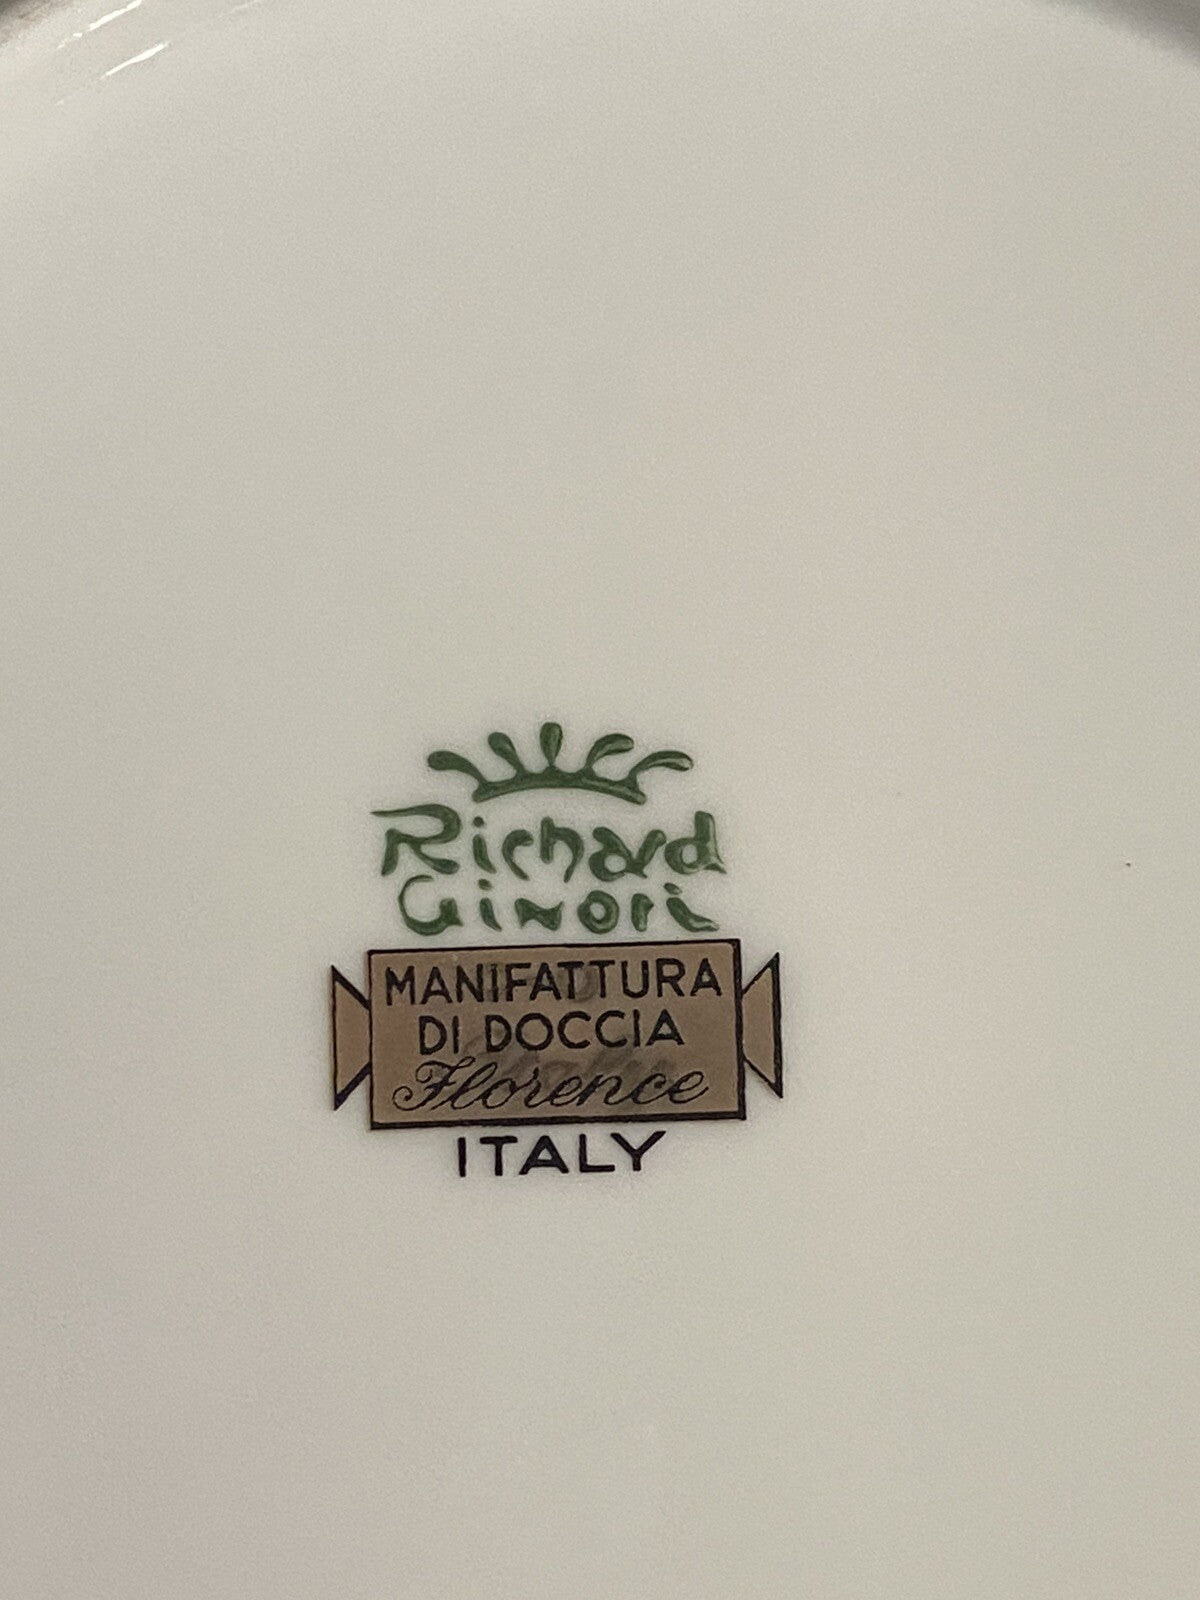 Richard
Ginori
MANIFATTURA
DI DOCCIA
Florence
ITALY